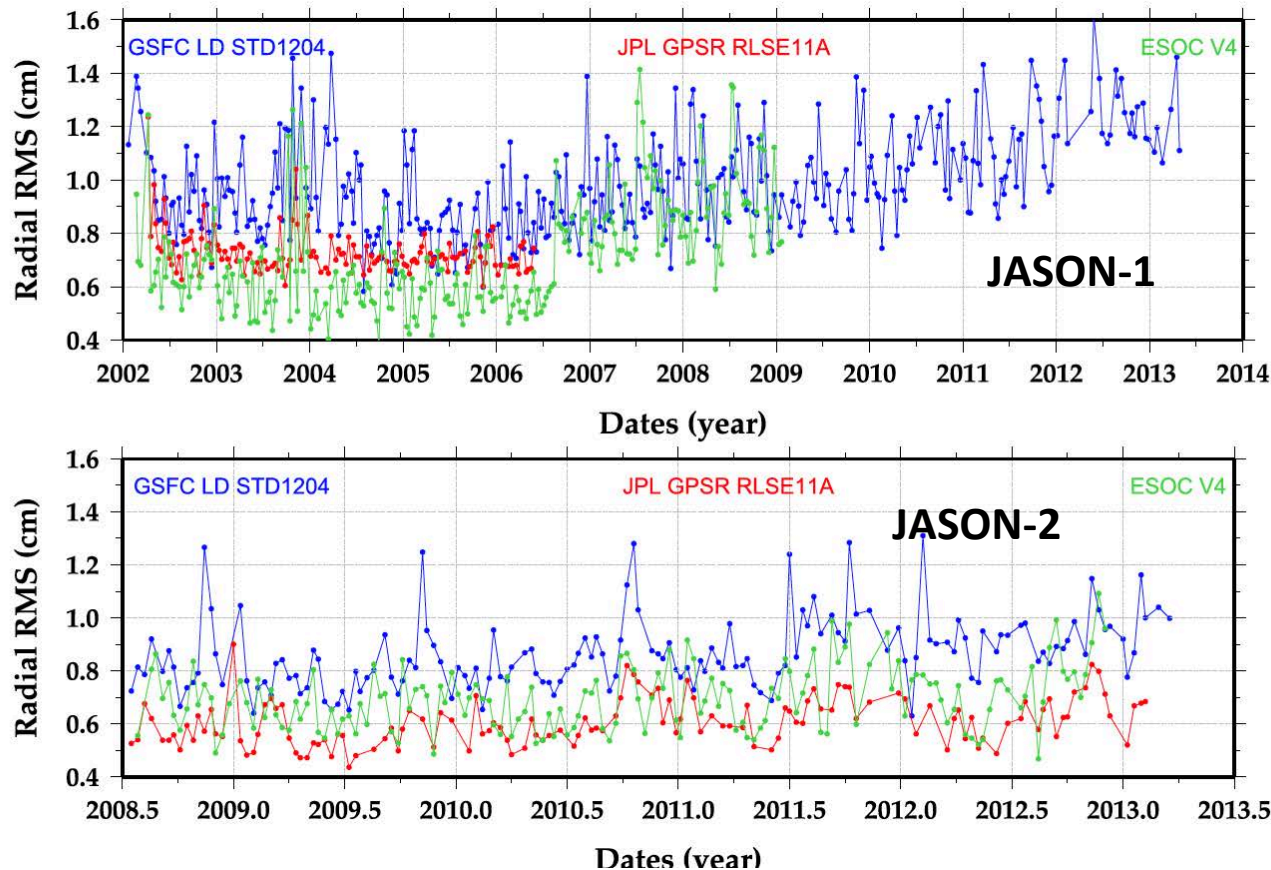 1.6
GSFC LD STD1204 JPL GPSR RLSE11A ESOC V4
1.4
1.2
1.0
0.8
JASON-1
0.6
0.4
Radial RMS (cm)
2002 2003 2004 2005 2006 2007 2008 2009 2010 2011 2012 2013 2014
Dates (year)
1.6
GSFC LD STD1204 JPL GPSR RLSE11A ESOC V4
1.4
JASON-2
1.2
1.0
0.8
0.6
0.4
Radial RMS (cm)
2008.5 2009.0 2009.5 2010.0 2010.5 2011.0 2011.5 2012.0 2012.5 2013.0 2013.5
Dates (year)